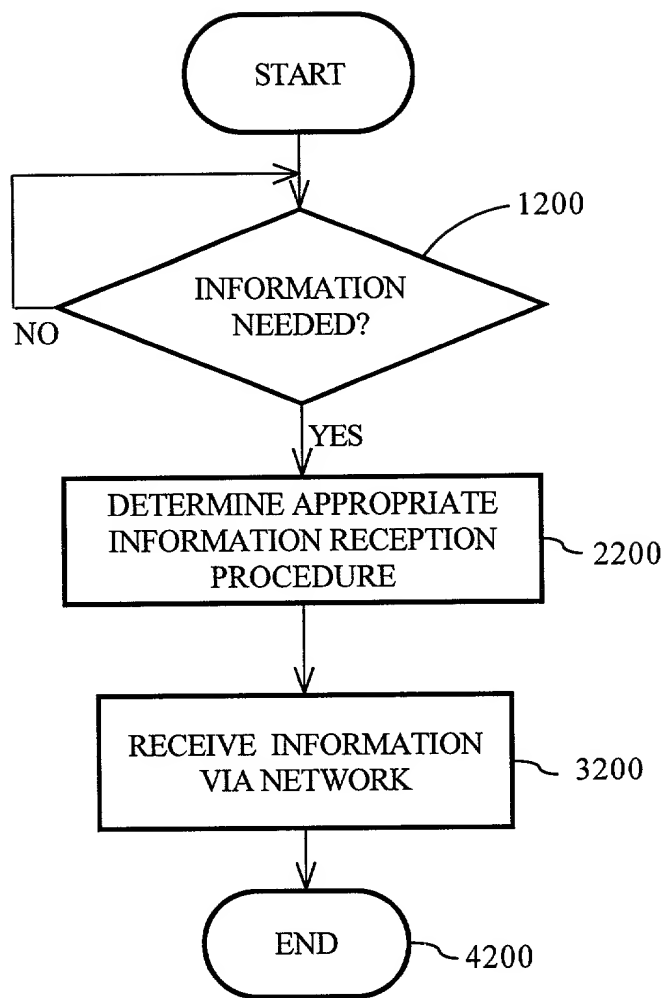 START
1200
INFORMATION
NEEDED?
NO
YES
DETERMINE APPROPRIATE
INFORMATION RECEPTION
PROCEDURE
2200
RECEIVE INFORMATION
VIA NETWORK
3200
END
4200